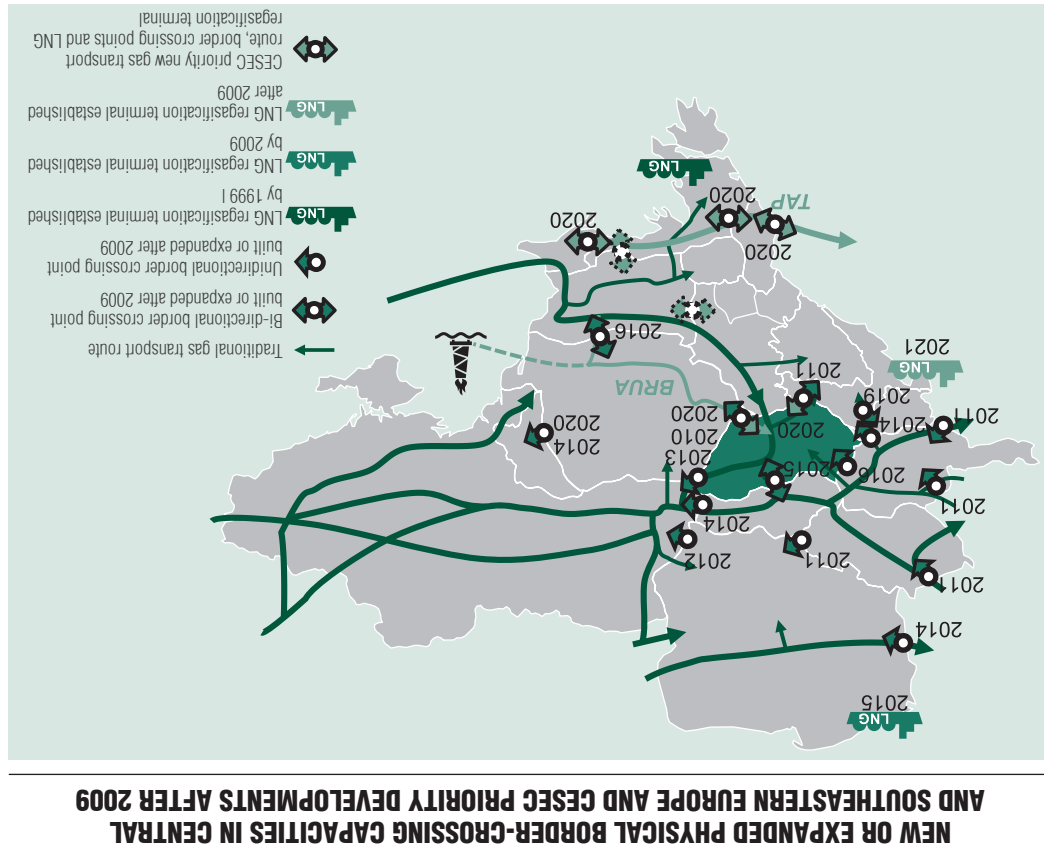 NEW OR EXPANDED PHYSICAL BORDER-CROSSING CAPACITIES IN CENTRAL
AND SOUTHEASTERN EUROPE AND CESEC PRIORITY DEVELOPMENTS AFTER 2009
LNG
2015
2014
2011
2011
2012
2014
2011
2016
2015
2013
2014
2020
2010
2014
2020
2011
2020
2019
BRUA
2011
LNG
2021
2016
2020
2020
TAP
2020
LNG
Traditional gas transport route
Bi-directional border crossing point
built or expanded after 2009
Unidirectional border crossing point
built or expanded after 2009
LNG
LNG regasification terminal established
by 1999 I
LNG
LNG regasification terminal established
by 2009
LNG
LNG regasification terminal established
after 2009
CESEC priority new gas transport
route, border crossing points and LNG
regasification terminal